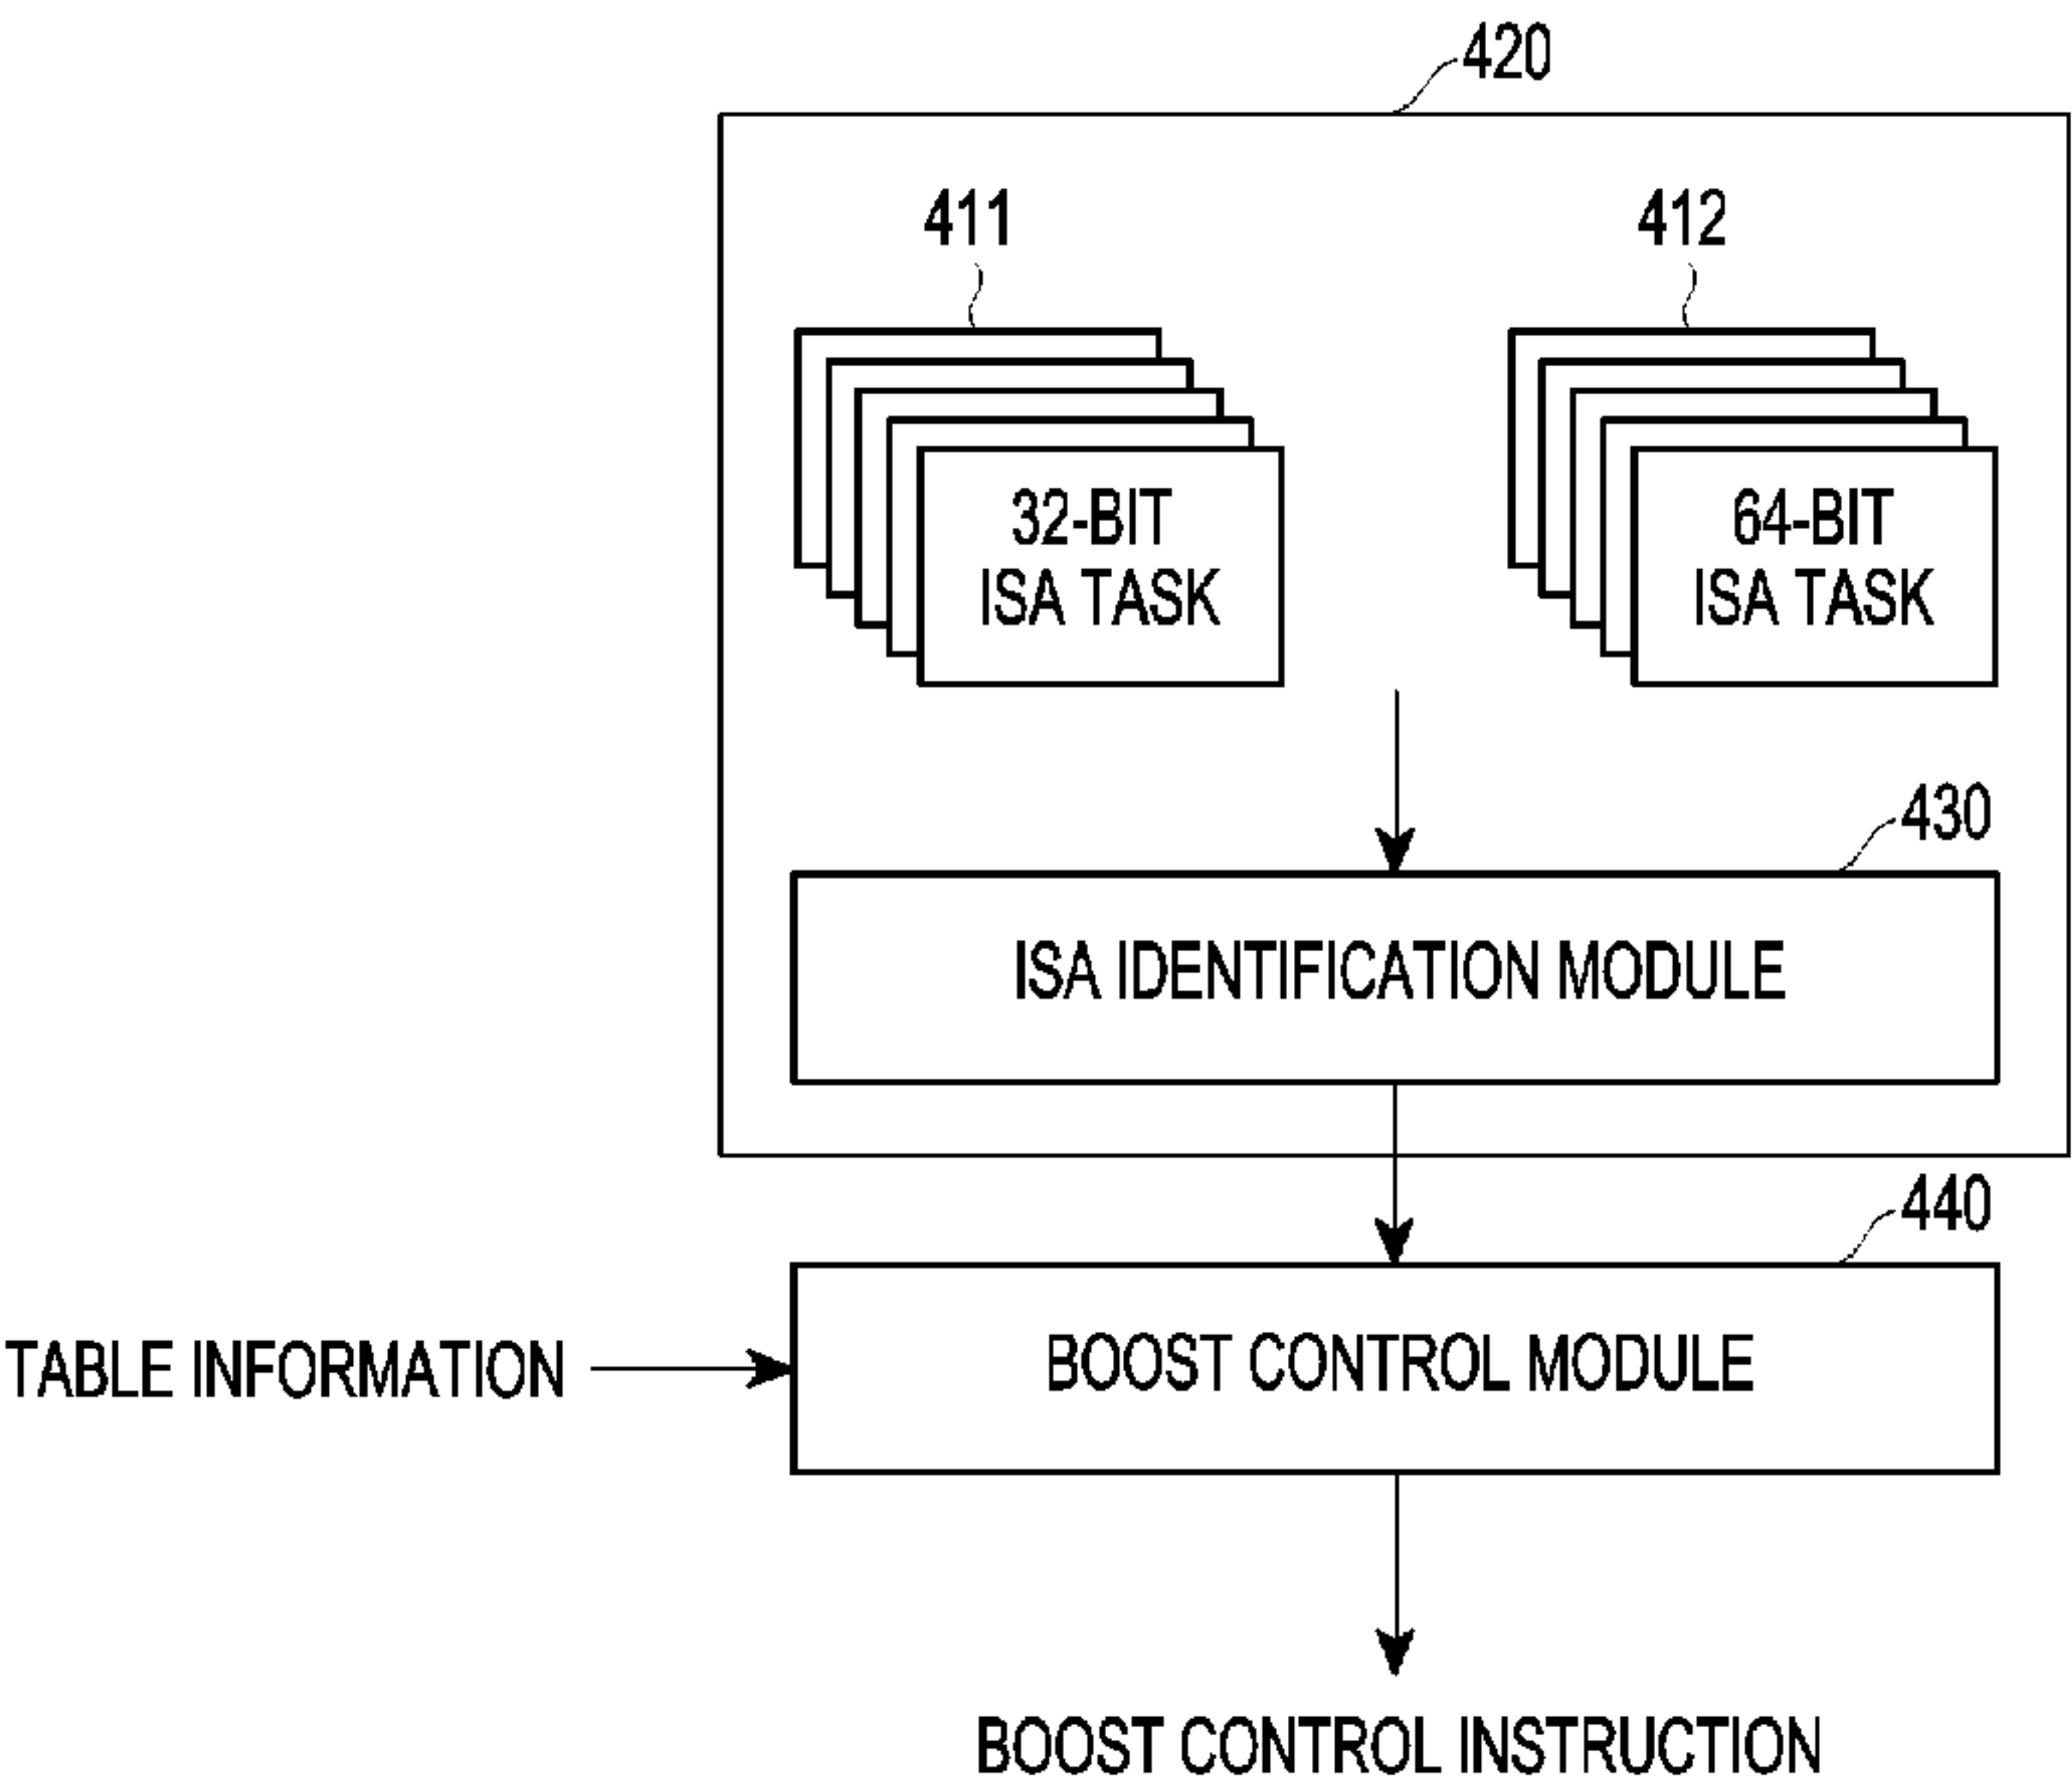 420
411
412
32-BIT
ISA TASK
64-BIT
ISA TASK
430
ISA IDENTIFICATION MODULE
440
TABLE INFORMATION
BOOST CONTROL MODULE
BOOST CONTROL INSTRUCTION